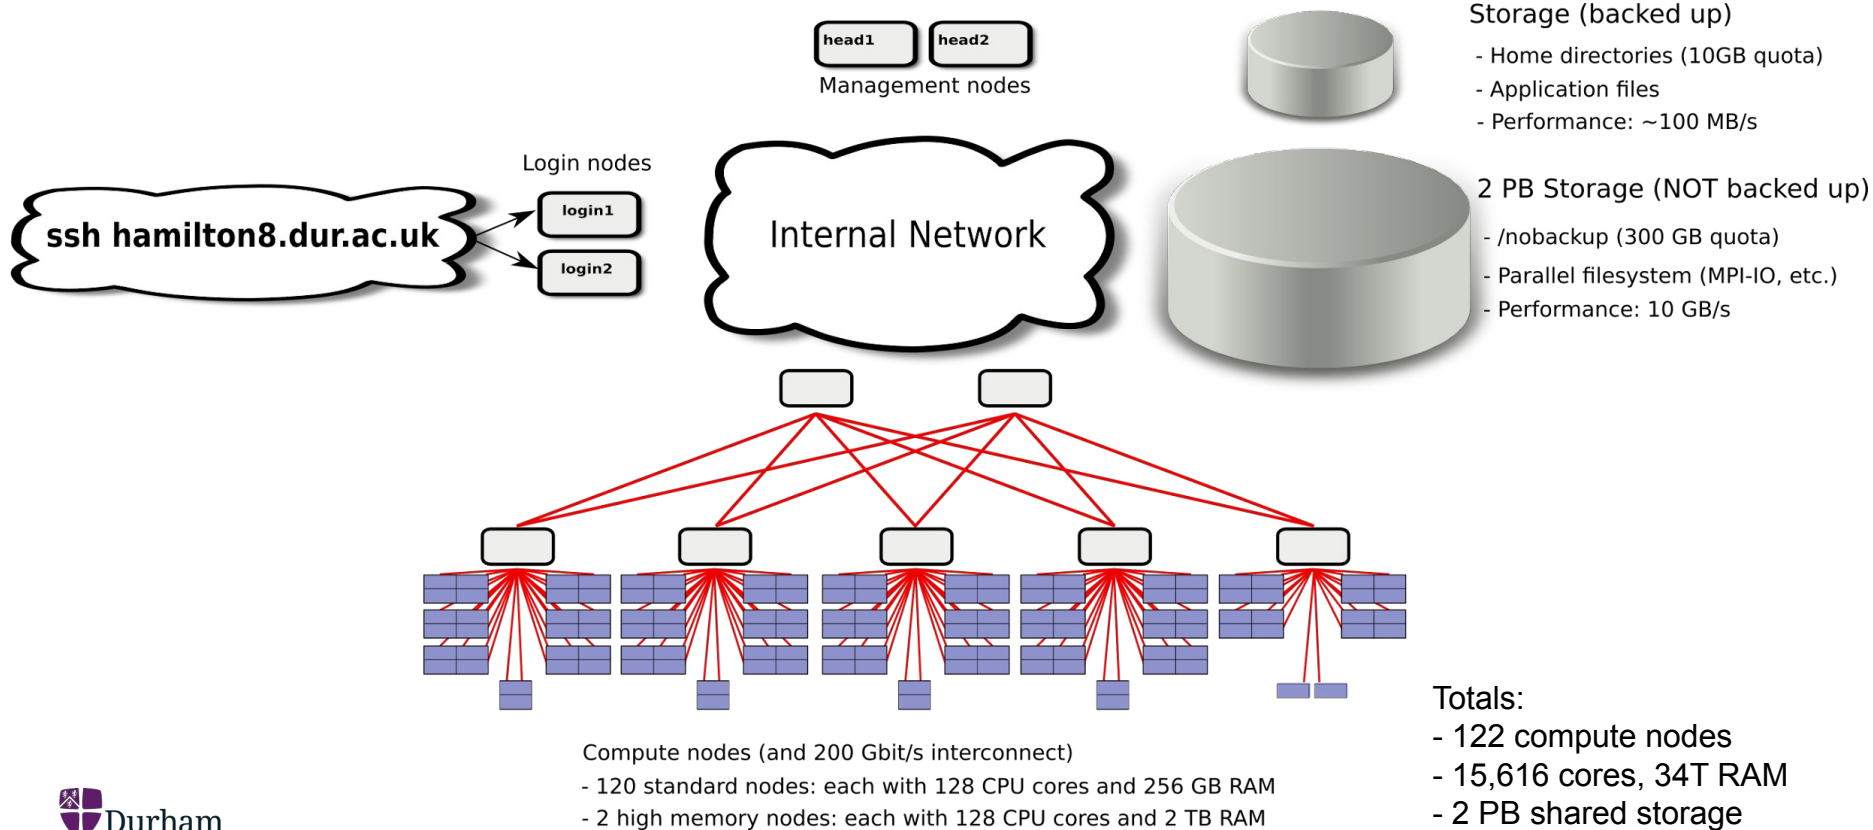 head1
head2
Management nodes
Storage (backed up)
- Home directories (10GB quota)
- Application files
- Performance: ~100 MB/s
Login nodes
ssh hamilton8.dur.ac.uk
login1
login2
Internal Network
2 PB Storage (NOT backed up)
- /nobackup (300 GB quota)
- Parallel filesystem (MPI-IO, etc.)
- Performance: 10 GB/s
Compute nodes (and 200 Gbit/s interconnect)
- 120 standard nodes: each with 128 CPU cores and 256 GB RAM
- 2 high memory nodes: each with 128 CPU cores and 2 TB RAM
Totals:
- 122 compute nodes
- 15,616 cores, 34T RAM
- 2 PB shared storage
Durham